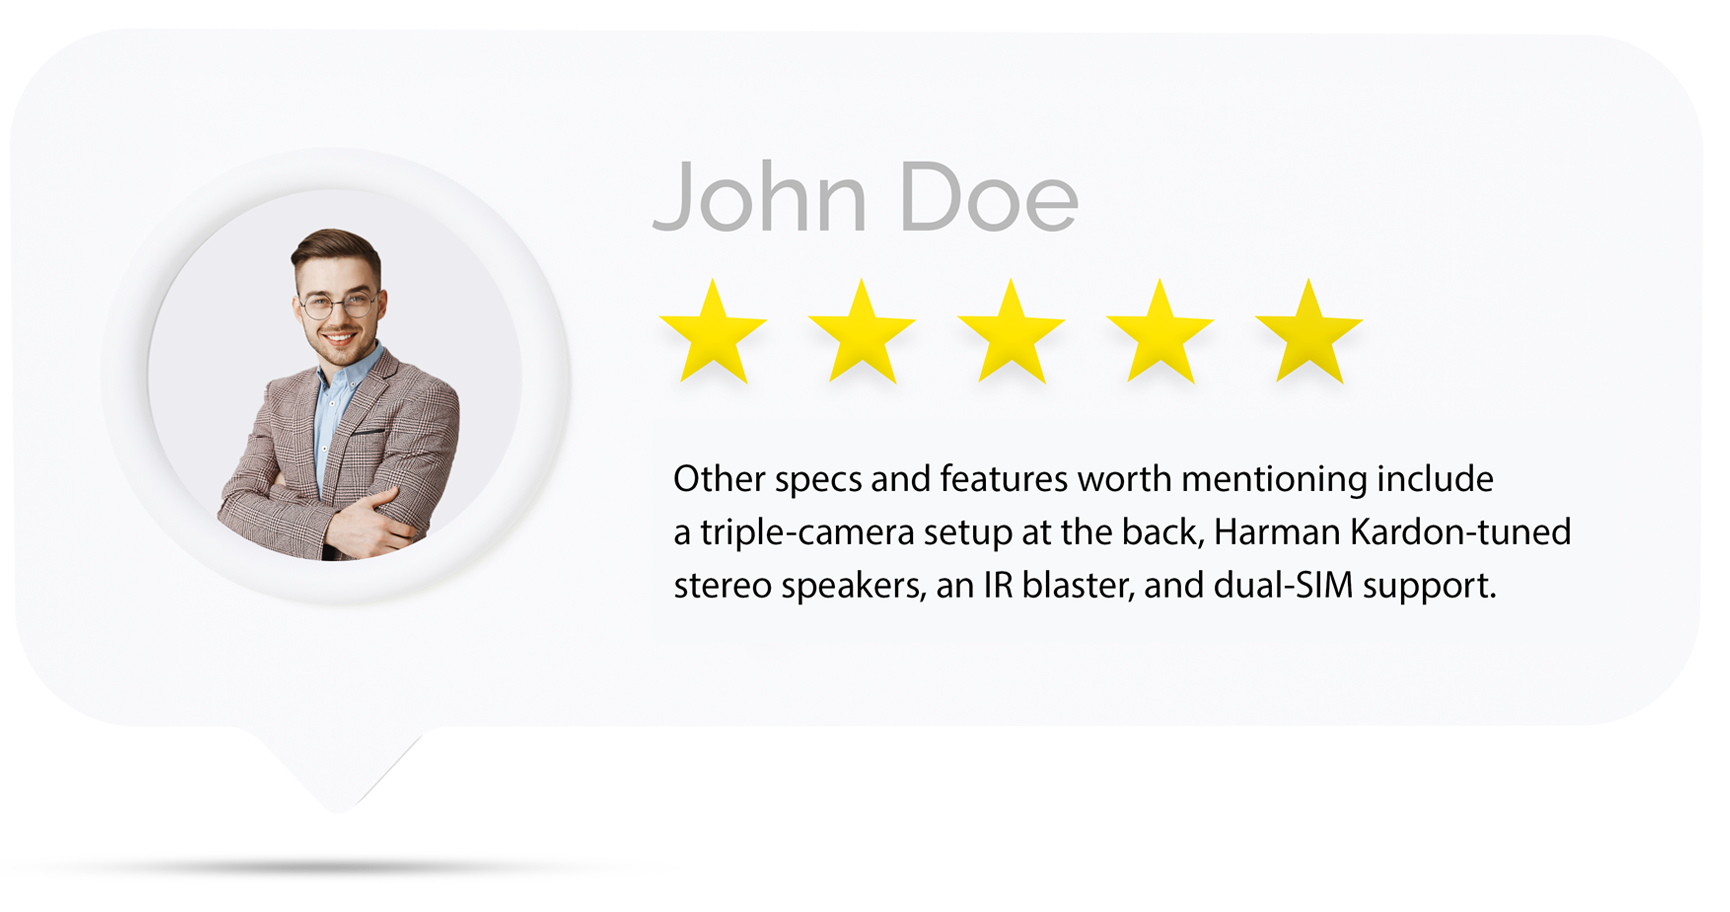 John Doe
Other specs and features worth mentioning include
a triple-camera setup at the back, Harman Kardon-tuned
stereo speakers, an IR blaster, and dual-SIM support.